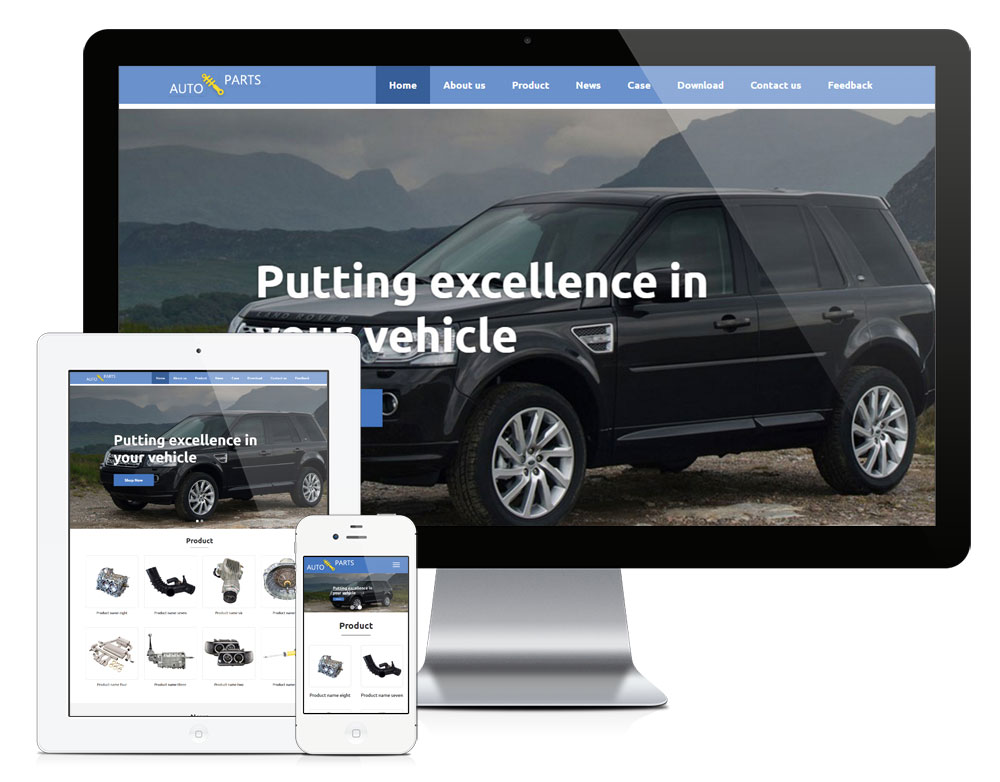 AUTO PARTS
Home About us Product News Case Download Contact us Feedback
Putting excellence in
your vehicle
AUTO PARTS
Home About us Product News Case Download Contact us Feedback
Putting excellence in
your vehicle
Shop Now
Product
Product name eight Product name seven Product name six Product name
Product name four Product name three Product name two Product name
AUTO PARTS
Putting excellence in
your vehicle
Product
Product name eight Product name seven